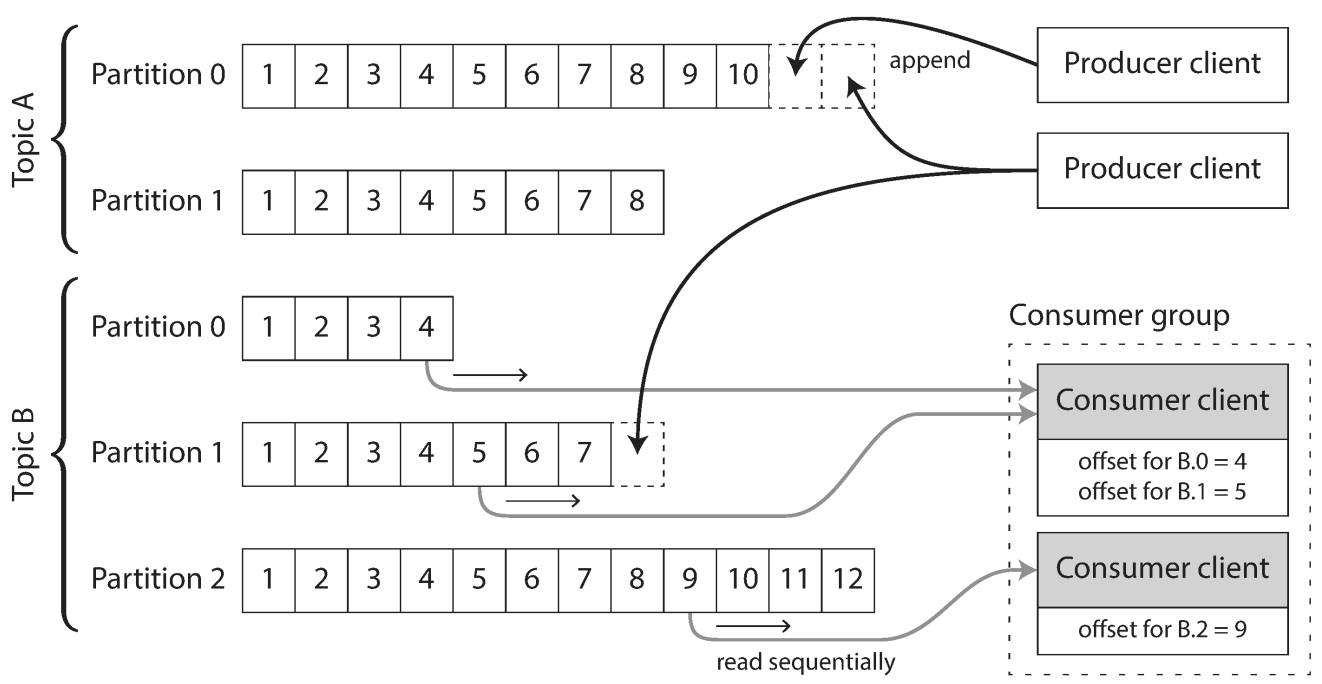 Topic A
Partition 0 1 2 3 4 5 6 7 8 9 10 append
Producer client
Producer client
Partition 1 1 2 3 4 5 6 7 8
Topic B
Partition 0 1 2 3 4
Partition 1 1 2 3 4 5 6 7
Partition 2 1 2 3 4 5 6 7 8 9 10 11 12
read sequentially
Consumer group
Consumer client
offset for B.0 = 4
offset for B.1 = 5
Consumer client
offset for B.2 = 9